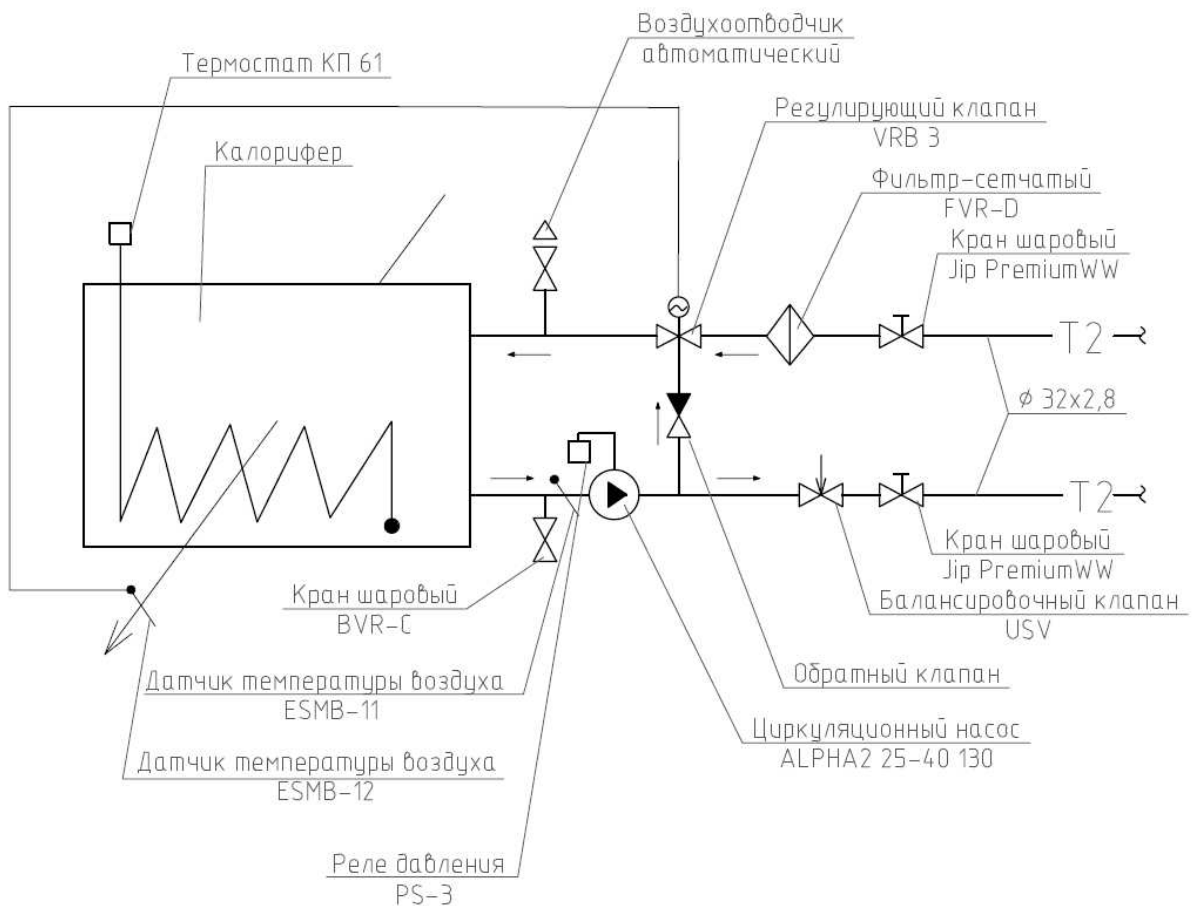 Воздухоотводчик
автоматический
Термостат КП 61
Регулирующий клапан
VRB 3
Калорифер
Фильтр-сетчатый
FVR-D
Кран шаровый
Jip PremiumWW
T2
ϕ 32x2,8
T2
Кран шаровый
Jip PremiumWW
Кран шаровый
BVR-C
Балансировочный клапан
USV
Обратный клапан
Датчик температуры воздуха
ESMB-11
Циркуляционный насос
ALPHA2 25-40 130
Датчик температуры воздуха
ESMB-12
Реле давления
PS-3